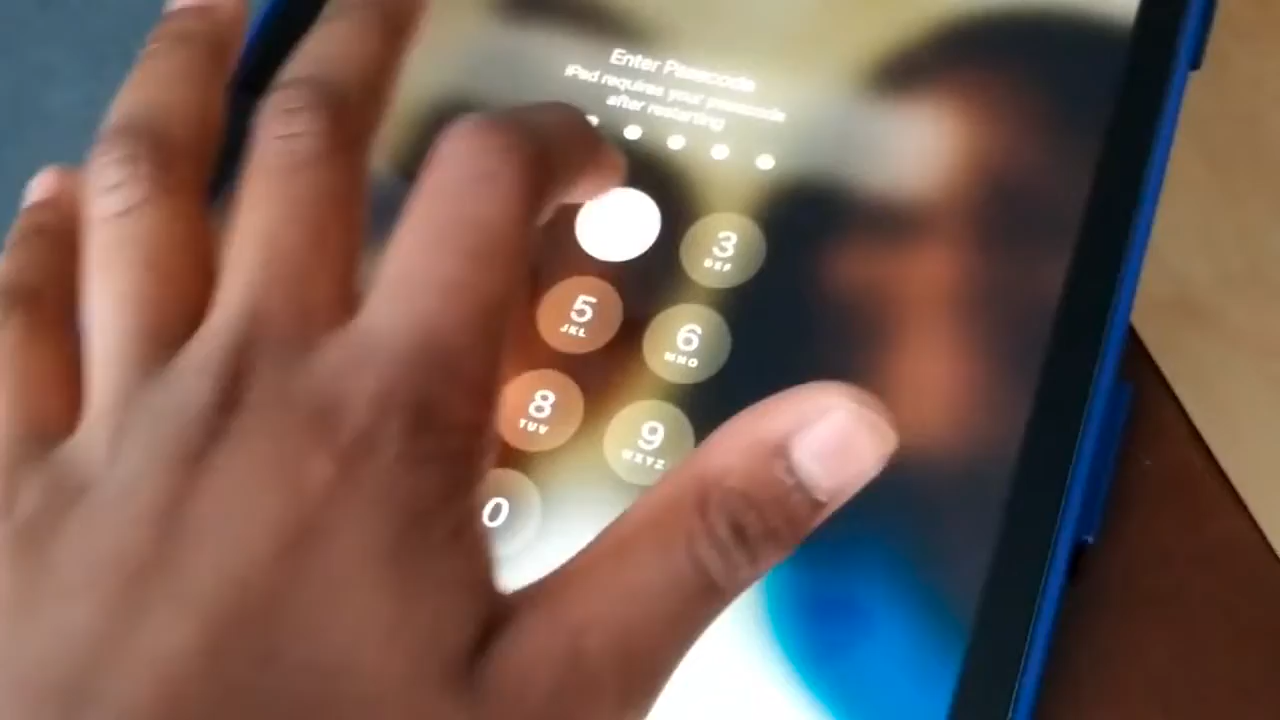 Enter Passcode
iPad requires your passcode
after restarting
3
DEF
5
JKL
6
MNO
8
TUV
9
WXYZ
0